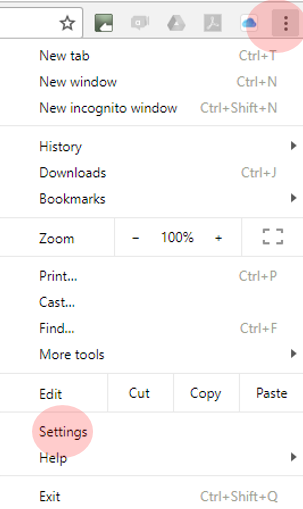 New tab Ctrl+T
New window Ctrl+N
New incognito window Ctrl+Shift+N
History
Downloads Ctrl+J
Bookmarks
Zoom − 100% +
Print... Ctrl+P
Cast...
Find... Ctrl+F
More tools
Edit Cut Copy Paste
Settings
Help
Exit Ctrl+Shift+Q